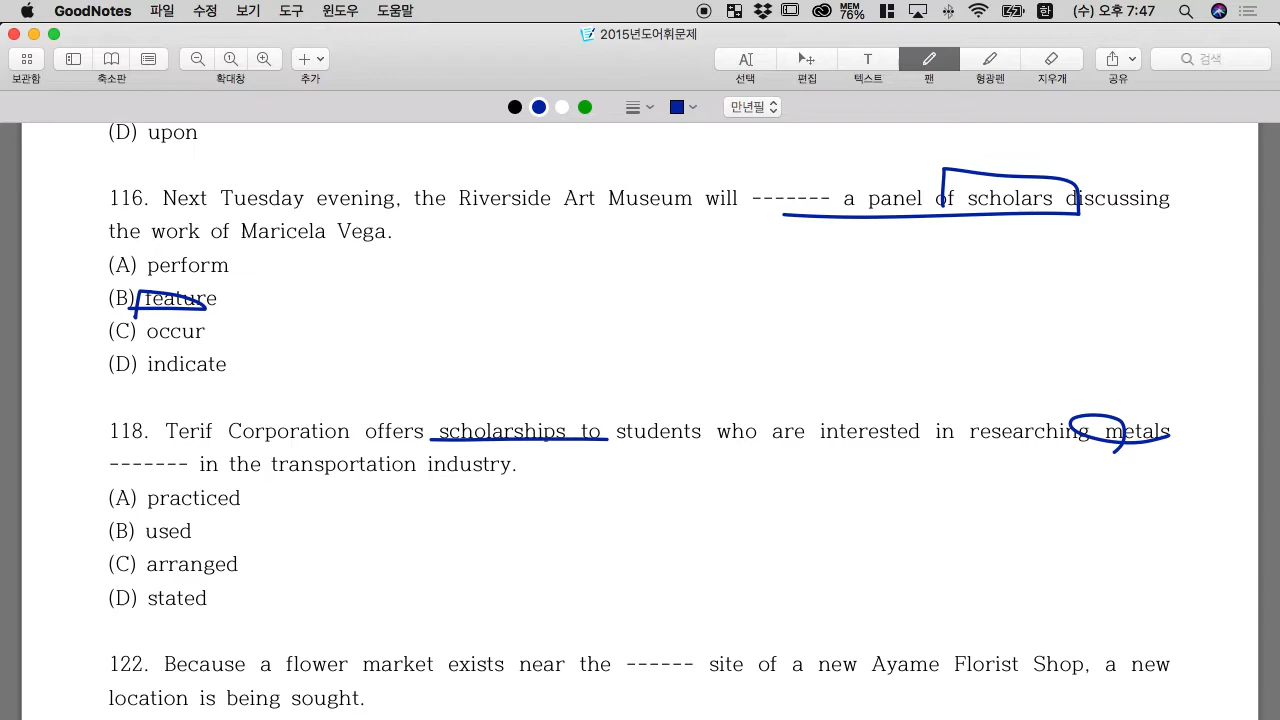 GoodNotes 파일 수정 보기 도구 윈도우 도움말 MEM 76% 한 (수) 오후 7:47
2015년도어휘문제
보관함 축소판 확대창 추가 선택 편집 텍스트 펜 형광펜 지우개 공유 검색
만년필
(D) upon
116. Next Tuesday evening, the Riverside Art Museum will ------- a panel of scholars discussing
the work of Maricela Vega.
(A) perform
(B) feature
(C) occur
(D) indicate
118. Terif Corporation offers scholarships to students who are interested in researching metals
------- in the transportation industry.
(A) practiced
(B) used
(C) arranged
(D) stated
122. Because a flower market exists near the ------ site of a new Ayame Florist Shop, a new
location is being sought.